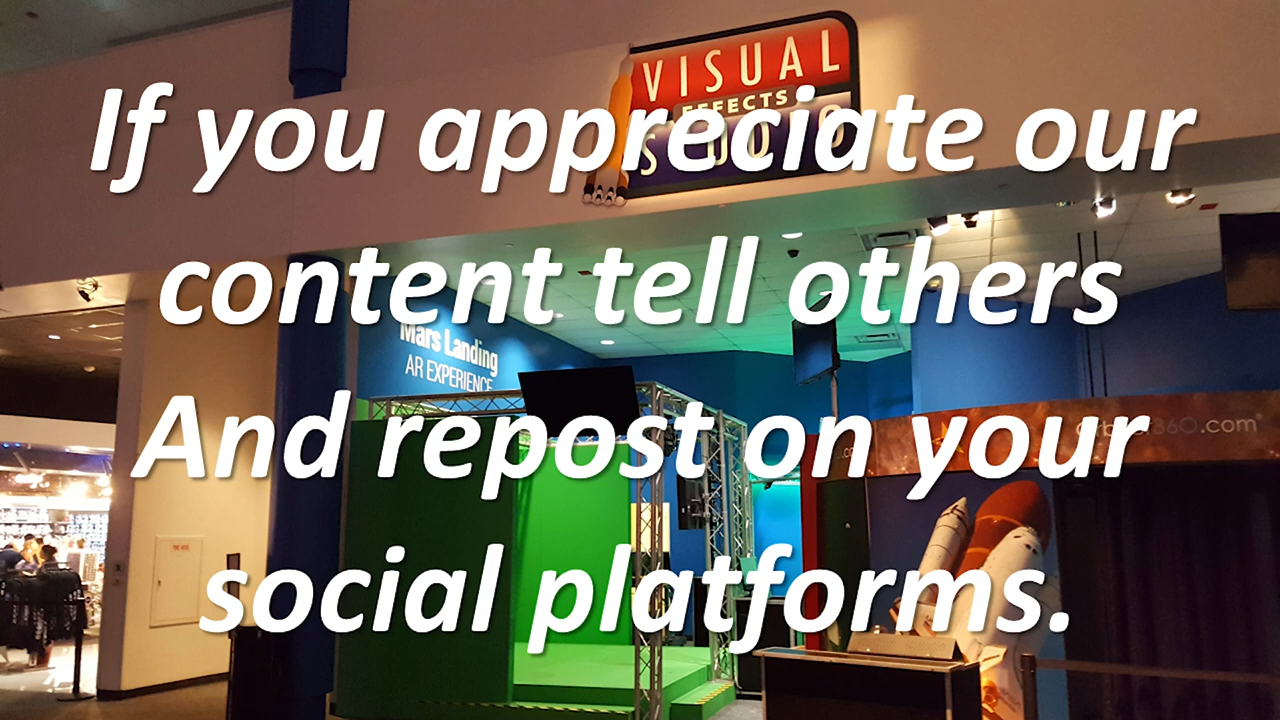 VISUAL
EFFECTS
If you appreciate our
content tell others
Mars Landing
AR EXPERIENCE
And repost on your
social platforms.